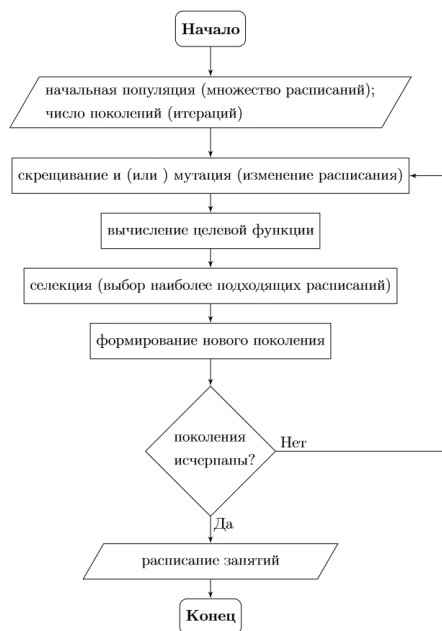 Начало
начальная популяция (множество расписаний);
число поколений (итераций)
скрещивание и (или ) мутация (изменение расписания)
вычисление целевой функции
селекция (выбор наиболее подходящих расписаний)
формирование нового поколения
поколения
исчерпаны?
Нет
Да
расписание занятий
Конец